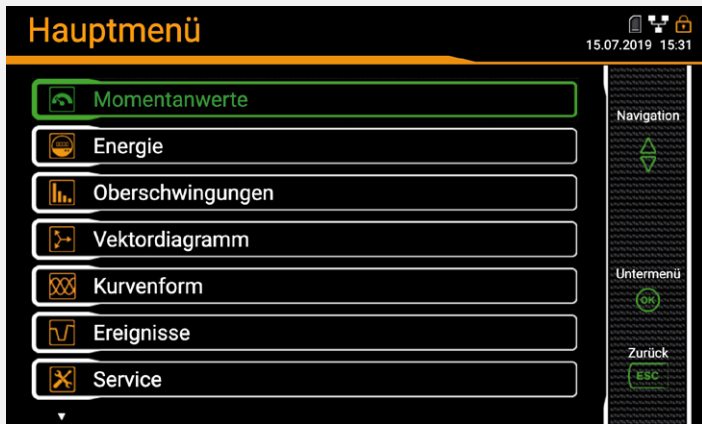 Hauptmenü
15.07.2019 15:31
Momentanwerte
Energie
Oberschwingungen
Vektordiagramm
Kurvenform
Ereignisse
Service
Navigation
Untermenü
OK
Zurück
ESC